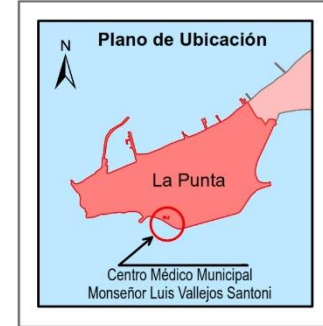 Plano de Ubicación
N
La Punta
Centro Médico Municipal
Monseñor Luis Vallejos Santoni